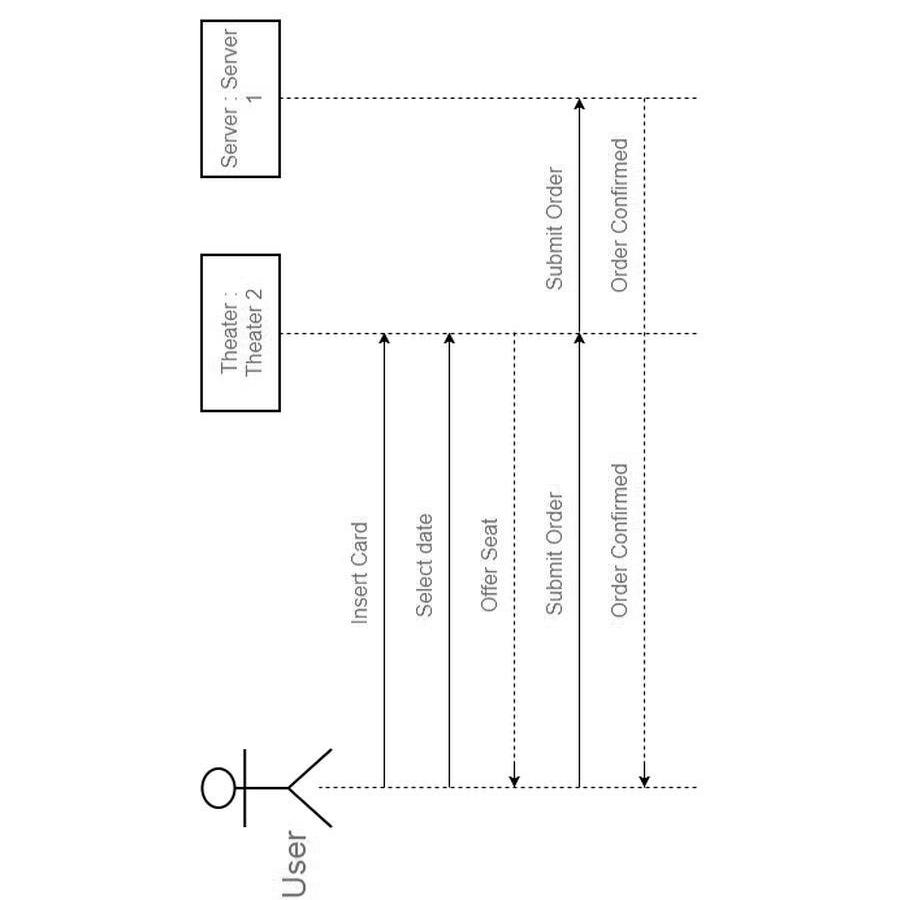 User
Theater :
Theater 2
Server : Server
1
Insert Card
Select date
Offer Seat
Submit Order
Submit Order
Order Confirmed
Order Confirmed